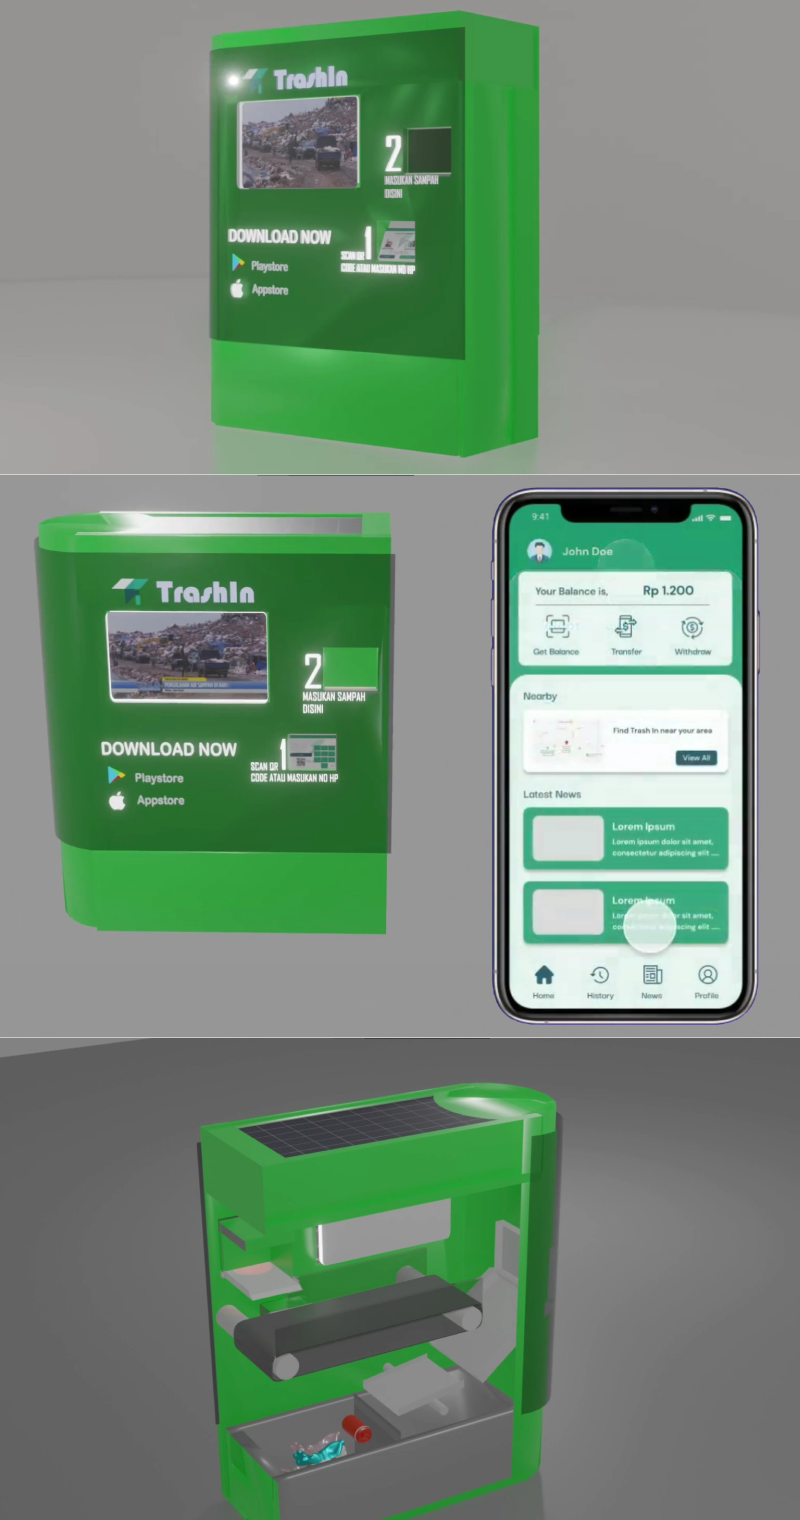 TrashIn
2
MASUKAN SAMPAH
DISINI
DOWNLOAD NOW
1
SCAN QR
CODE ATAU MASUKAN NO HP
Playstore
Appstore
TrashIn
2
MASUKAN SAMPAH
DISINI
DOWNLOAD NOW
1
SCAN QR
CODE ATAU MASUKAN NO HP
Playstore
Appstore
9:41
John Doe
Your Balance is, Rp 1.200
Get Balance Transfer Withdraw
Nearby
Find Trash In near your area
View All
Latest News
Lorem Ipsum
Lorem ipsum dolor sit amet,
consectetur adipiscing elit ....
Lorem Ipsum
dolor sit amet,
adipiscing elit ....
Home History News Profile